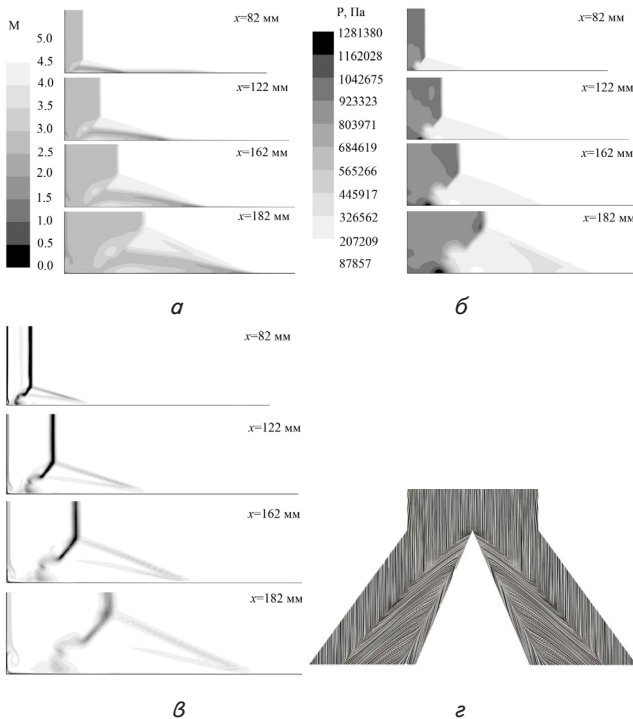 M
5.0
4.5
4.0
3.5
3.0
2.5
2.0
1.5
1.0
0.5
0.0
x=82 мм
x=122 мм
x=162 мм
x=182 мм
а
P, Па
1281380
1162028
1042675
923323
803971
684619
565266
445917
326562
207209
87857
x=82 мм
x=122 мм
x=162 мм
x=182 мм
б
x=82 мм
x=122 мм
x=162 мм
x=182 мм
в
г